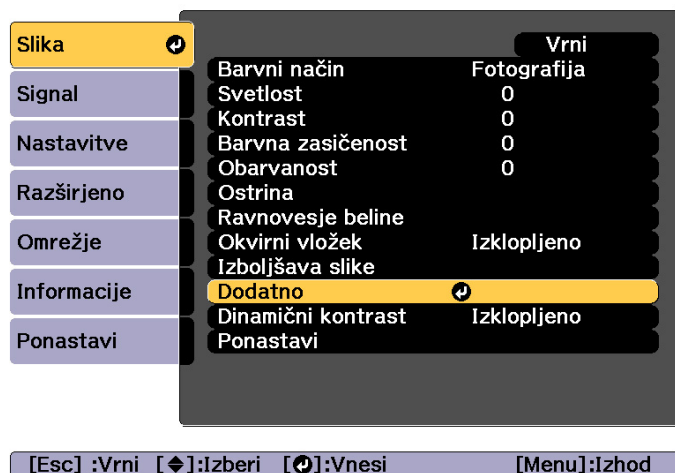 Slika
Signal
Nastavitve
Razširjeno
Omrežje
Informacije
Ponastavi
Vrni
Barvni način Fotografija
Svetlost 0
Kontrast 0
Barvna zasičenost 0
Obarvanost 0
Ostrina
Ravnovesje beline
Okvirni vložek Izklopljeno
Izboljšava slike
Dodatno
Dinamični kontrast Izklopljeno
Ponastavi
[Esc] :Vrni [◆]:Izberi [↵]:Vnesi [Menu]:Izhod